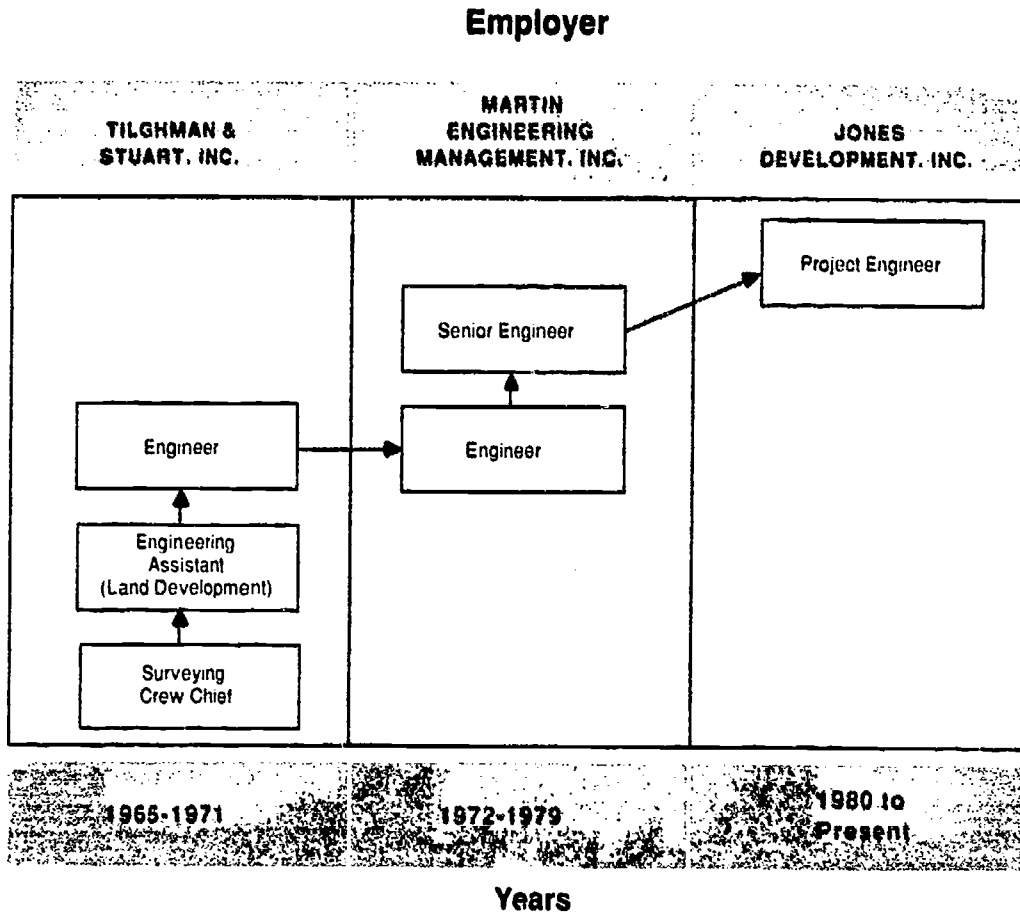 Employer
TILGHMAN &
STUART, INC.
MARTIN
ENGINEERING
MANAGEMENT, INC.
JONES
DEVELOPMENT, INC.
Project Engineer
Senior Engineer
Engineer
Engineer
Engineering
Assistant
(Land Development)
Surveying
Crew Chief
1965-1971
1972-1979
1980 to
Present
Years